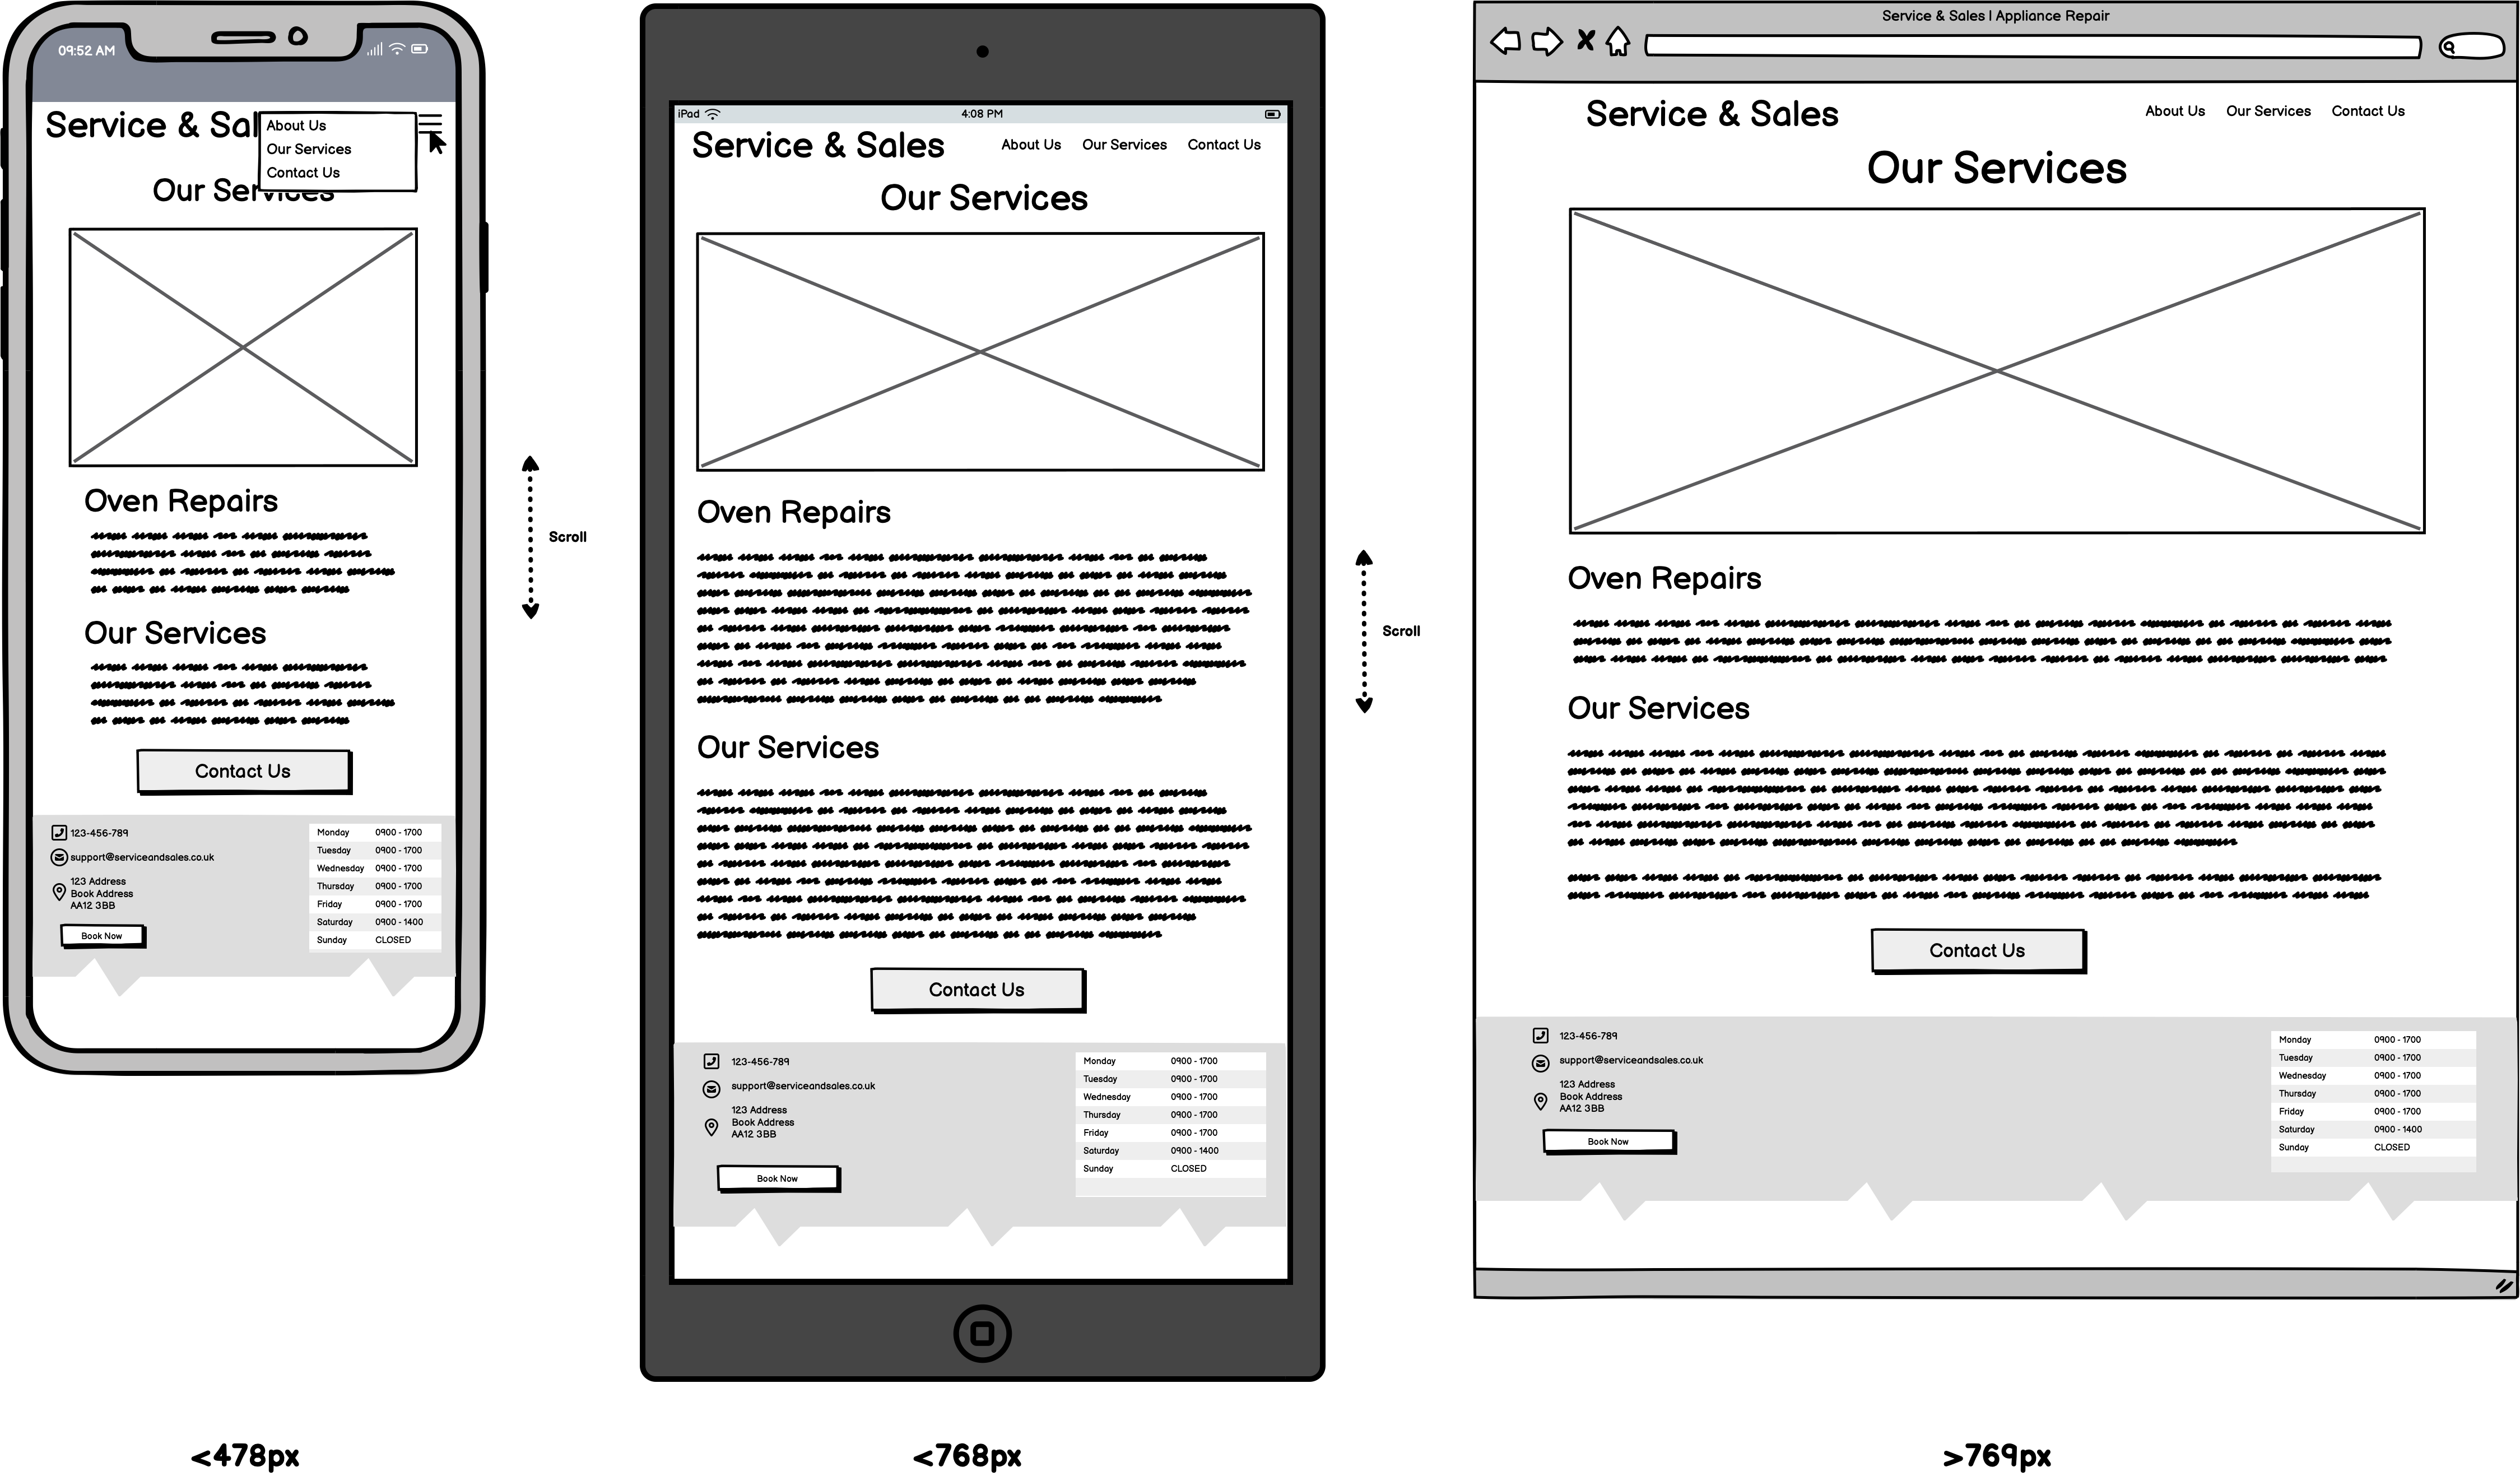 09:52 AM
Service & Sal
About Us
Our Services
Contact Us
Our Services
Oven Repairs
Our Services
Contact Us
123-456-789
support@serviceandsales.co.uk
123 Address
Book Address
AA12 3BB
Book Now
Monday 0900 - 1700
Tuesday 0900 - 1700
Wednesday 0900 - 1700
Thursday 0900 - 1700
Friday 0900 - 1700
Saturday 0900 - 1400
Sunday CLOSED
<478px
Scroll
iPad 4:08 PM
Service & Sales About Us Our Services Contact Us
Our Services
Oven Repairs
Our Services
Contact Us
123-456-789
support@serviceandsales.co.uk
123 Address
Book Address
AA12 3BB
Book Now
Monday 0900 - 1700
Tuesday 0900 - 1700
Wednesday 0900 - 1700
Thursday 0900 - 1700
Friday 0900 - 1700
Saturday 0900 - 1400
Sunday CLOSED
<768px
Scroll
Service & Sales | Appliance Repair
Service & Sales About Us Our Services Contact Us
Our Services
Oven Repairs
Our Services
Contact Us
123-456-789
support@serviceandsales.co.uk
123 Address
Book Address
AA12 3BB
Book Now
Monday 0900 - 1700
Tuesday 0900 - 1700
Wednesday 0900 - 1700
Thursday 0900 - 1700
Friday 0900 - 1700
Saturday 0900 - 1400
Sunday CLOSED
>769px